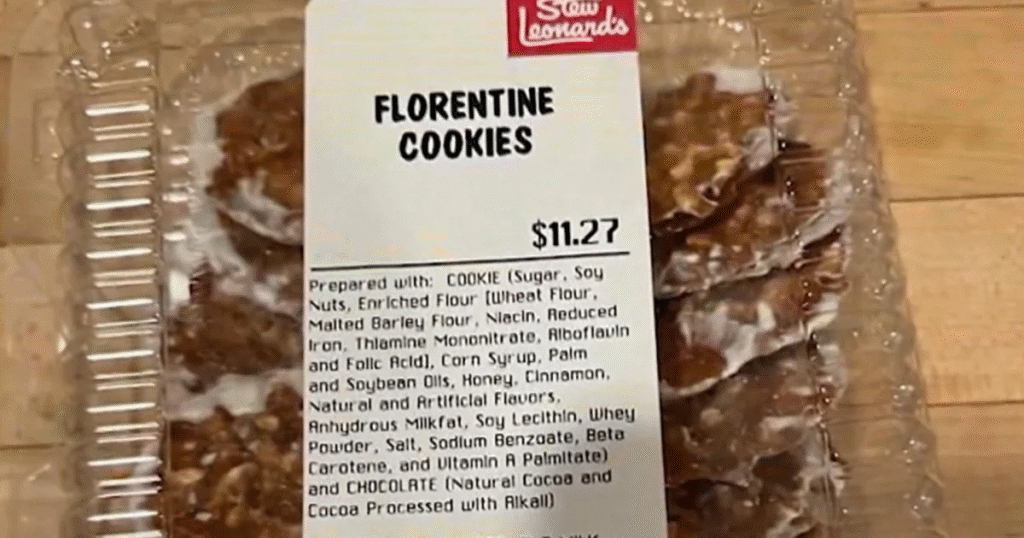 Stew
Leonard's
FLORENTINE
COOKIES
$11.27
Prepared with: COOKIE (Sugar, Soy
Nuts, Enriched Flour [Wheat Flour,
Malted Barley Flour, Niacin, Reduced
Iron, Thiamine Mononitrate, Riboflavin
and Folic Acid], Corn Syrup, Palm
and Soybean Oils, Honey, Cinnamon,
Natural and Artificial Flavors,
Anhydrous Milkfat, Soy Lecithin, Whey
Powder, Salt, Sodium Benzoate, Beta
Carotene, and Vitamin A Palmitate)
and CHOCOLATE (Natural Cocoa and
Cocoa Processed with Alkali)